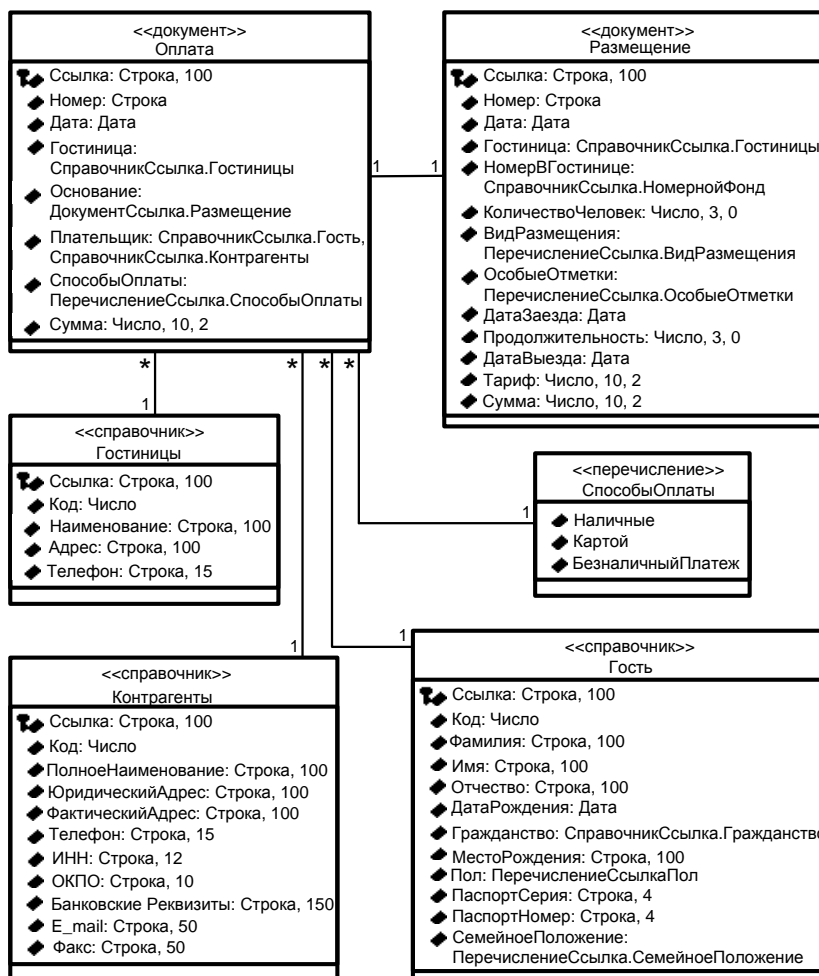 <<документ>>
Оплата
Ссылка: Строка, 100
Номер: Строка
Дата: Дата
Гостиница:
СправочникСсылка.Гостиницы
Основание:
ДокументСсылка.Размещение
Плательщик: СправочникСсылка.Гость,
СправочникСсылка.Контрагенты
СпособыОплаты:
ПеречислениеСсылка.СпособыОплаты
Сумма: Число, 10, 2
1
1
<<документ>>
Размещение
Ссылка: Строка, 100
Номер: Строка
Дата: Дата
Гостиница: СправочникСсылка.Гостиницы
НомерВГостинице:
СправочникСсылка.НомернойФонд
КоличествоЧеловек: Число, 3, 0
ВидРазмещения:
ПеречислениеСсылка.ВидРазмещения
ОсобыеОтметки:
ПеречислениеСсылка.ОсобыеОтметки
ДатаЗаезда: Дата
Продолжительность: Число, 3, 0
ДатаВыезда: Дата
Тариф: Число, 10, 2
Сумма: Число, 10, 2
* * * *
1
<<справочник>>
Гостиницы
Ссылка: Строка, 100
Код: Число
Наименование: Строка, 100
Адрес: Строка, 100
Телефон: Строка, 15
1
<<перечисление>>
СпособыОплаты
Наличные
Картой
БезналичныйПлатеж
1
<<справочник>>
Контрагенты
Ссылка: Строка, 100
Код: Число
ПолноеНаименование: Строка, 100
ЮридическийАдрес: Строка, 100
ФактическийАдрес: Строка, 100
Телефон: Строка, 15
ИНН: Строка, 12
ОКПО: Строка, 10
Банковские Реквизиты: Строка, 150
E_mail: Строка, 50
Факс: Строка, 50
1
<<справочник>>
Гость
Ссылка: Строка, 100
Код: Число
Фамилия: Строка, 100
Имя: Строка, 100
Отчество: Строка, 100
ДатаРождения: Дата
Гражданство: СправочникСсылка.Гражданство
МестоРождения: Строка, 100
Пол: ПеречислениеСсылкаПол
ПаспортСерия: Строка, 4
ПаспортНомер: Строка, 4
СемейноеПоложение:
ПеречислениеСсылка.СемейноеПоложение